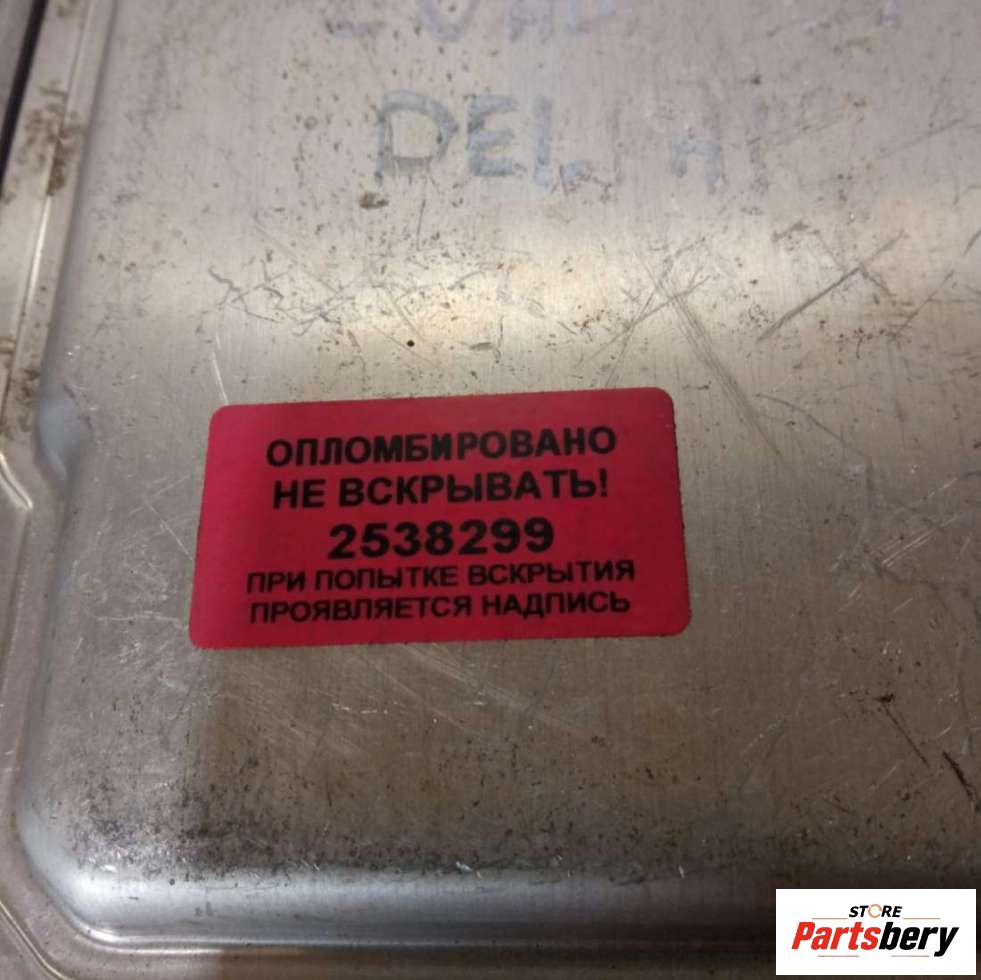 ОПЛОМБИРОВАНО
НЕ ВСКРЫВАТЬ!
2538299
ПРИ ПОПЫТКЕ ВСКРЫТИЯ
ПРОЯВЛЯЕТСЯ НАДПИСЬ
STORE
Partsbery